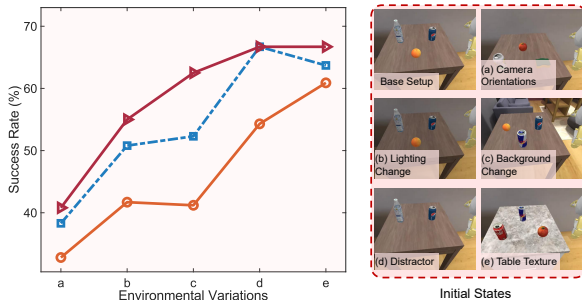 70
60
50
40
Success Rate (%)
a b c d e
Environmental Variations
Base Setup
(a) Camera
Orientations
(b) Lighting
Change
(c) Background
Change
(d) Distractor
(e) Table Texture
Initial States